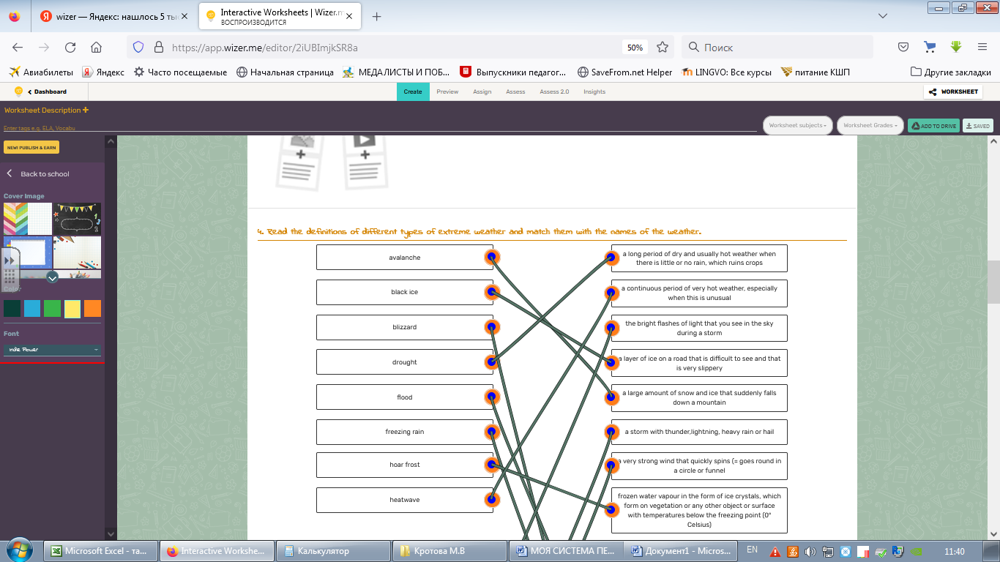 wizer — Яндекс: нашлось 5 ты
Interactive Worksheets | Wizer.m
ВОСПРОИЗВОДИТСЯ
https://app.wizer.me/editor/2iUBImjkSR8a
50%
Поиск
Авиабилеты
Яндекс
Часто посещаемые
Начальная страница
МЕДАЛИСТЫ И ПОБ...
Выпускники педагог...
SaveFrom.net Helper
LINGVO: Все курсы
питание КШП
Другие закладки
Dashboard
Create
Preview
Assign
Assess
Assess 2.0
Insights
WORKSHEET
Worksheet Description
Enter tags e.g. ELA, Vocabu
Worksheet subjects
Worksheet Grades
ADD TO DRIVE
SAVED
NEW! PUBLISH & EARN
Back to school
Cover Image
Color
Font
Indie Flower
4. Read the definitions of different types of extreme weather and match them with the names of the weather.
avalanche
black ice
blizzard
drought
flood
freezing rain
hoar frost
heatwave
a long period of dry and usually hot weather when
there is little or no rain, which ruins crops
a continuous period of very hot weather, especially
when this is unusual
the bright flashes of light that you see in the sky
during a storm
a layer of ice on a road that is difficult to see and that
is very slippery
a large amount of snow and ice that suddenly falls
down a mountain
a storm with thunder,lightning, heavy rain or hail
a very strong wind that quickly spins (= goes round in
a circle or funnel
frozen water vapour in the form of ice crystals, which
form on vegetation or any other object or surface
with temperatures below the freezing point (0°
Celsius)
Microsoft Excel - та...
Interactive Workshe...
Калькулятор
Кротова М.В
МОЯ СИСТЕМА ПЕ...
Документ1 - Micros...
EN
11:40